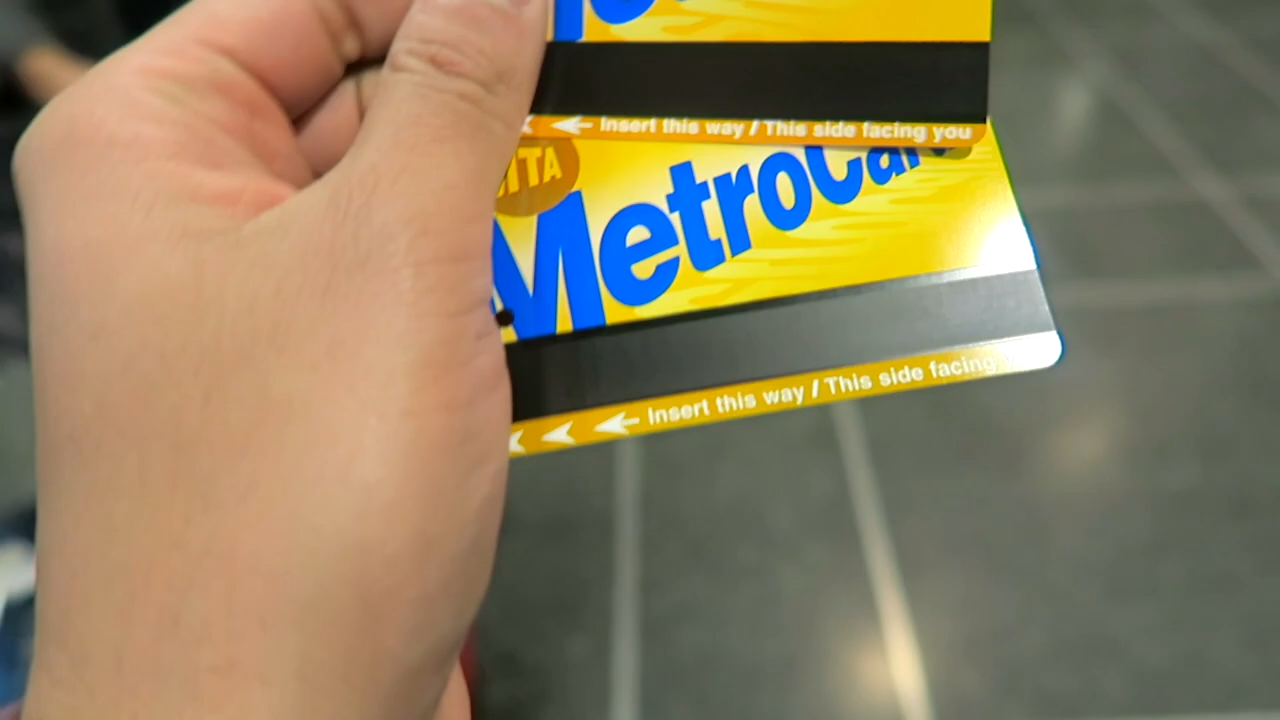 Insert this way / This side facing you
MTA
MetroCard
Insert this way / This side facing